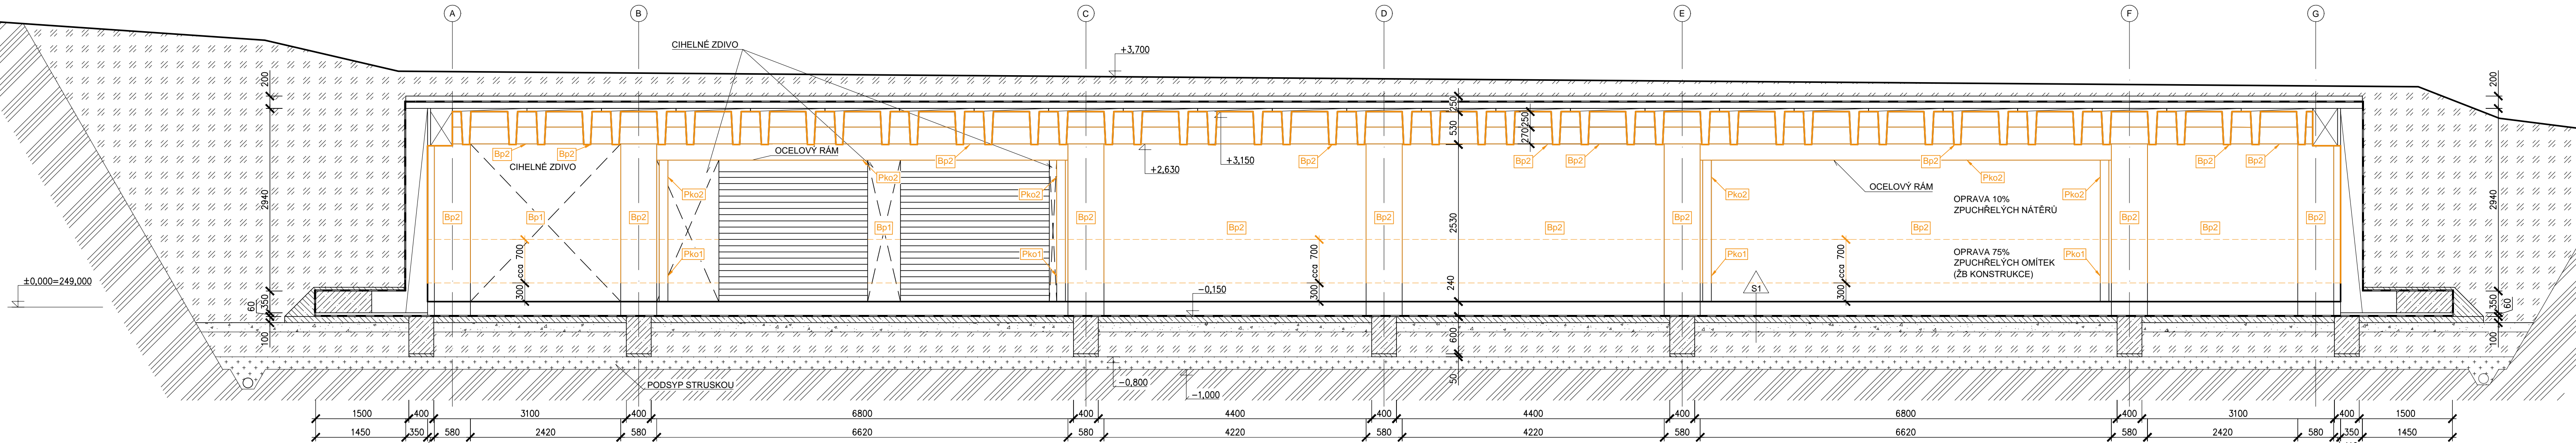 A B C D E F G
CIHELNÉ ZDIVO
+3,700
200
200
250
530
270 250
OCELOVÝ RÁM
Bp2 Bp2
CIHELNÉ ZDIVO
Bp2
+2,630
+3,150
Bp2
Bp2 Bp2
Bp2
Pko2
OCELOVÝ RÁM
Bp2 Bp2
2940
Pko2
Pko2
Pko2
Pko2
Pko2
2940
OPRAVA 10%
ZPUCHŘELÝCH NÁTĚRŮ
Bp2 Bp1 Bp2 Bp1 Bp2 Bp2 Bp2 2530 Bp2 Bp2 Bp2 Bp2 Bp2 Bp2
cca 700
Pko1
Pko1
cca 700
Pko1
cca 700
Pko1
OPRAVA 75%
ZPUCHŘELÝCH OMÍTEK
(ŽB KONSTRUKCE)
±0,000=249,000
300
300
240
S1
300
-0,150
350
60
100
350
60
100
600
50
PODSYP STRUSKOU
-0,800
-1,000
1500 400 3100 400 6800 400 4400 400 4400 400 6800 400 3100 400 1500
1450 350 580 2420 580 6620 580 4220 580 4220 580 6620 580 2420 580 350 1450